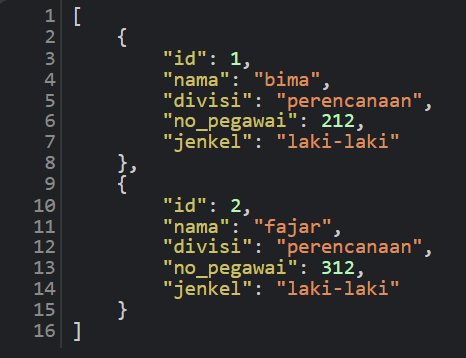 1 [
2     {
3         "id": 1,
4         "nama": "bima",
5         "divisi": "perencanaan",
6         "no_pegawai": 212,
7         "jenkel": "laki-laki"
8     },
9     {
10         "id": 2,
11         "nama": "fajar",
12         "divisi": "perencanaan",
13         "no_pegawai": 312,
14         "jenkel": "laki-laki"
15     }
16 ]